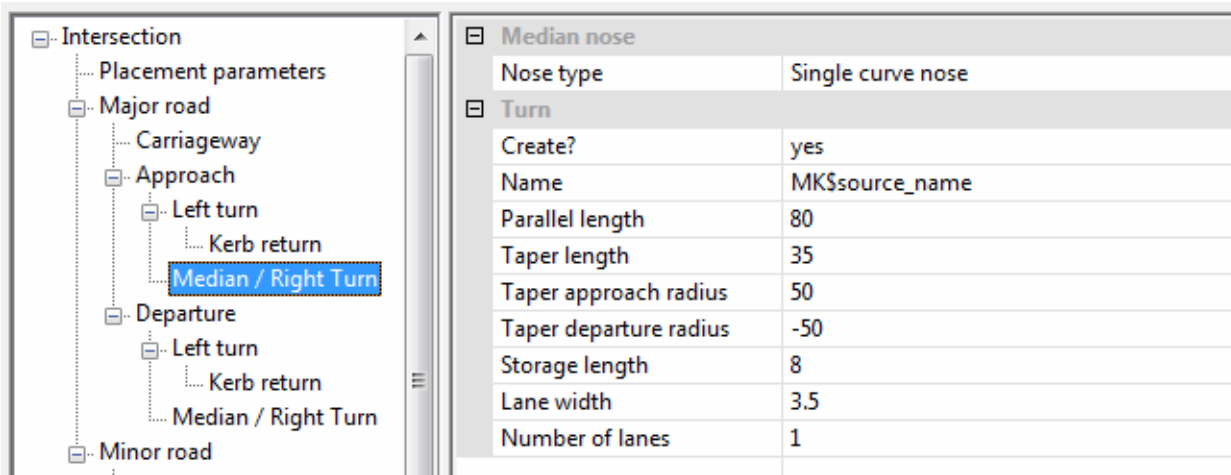 Intersection
Placement parameters
Major road
Carriageway
Approach
Left turn
Kerb return
Median / Right Turn
Departure
Left turn
Kerb return
Median / Right Turn
Minor road
Median nose
Nose type Single curve nose
Turn
Create? yes
Name MK$source_name
Parallel length 80
Taper length 35
Taper approach radius 50
Taper departure radius -50
Storage length 8
Lane width 3.5
Number of lanes 1